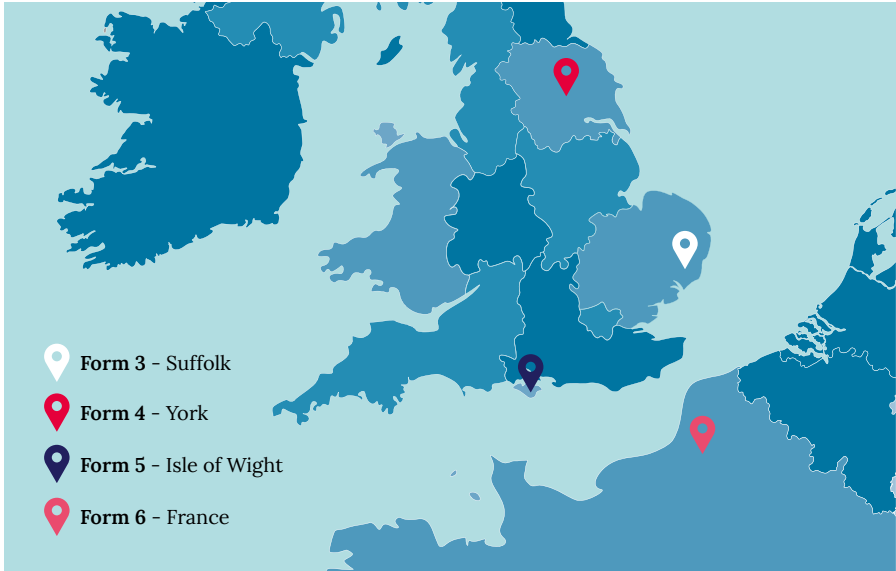 Form 3 - Suffolk
Form 4 - York
Form 5 - Isle of Wight
Form 6 - France